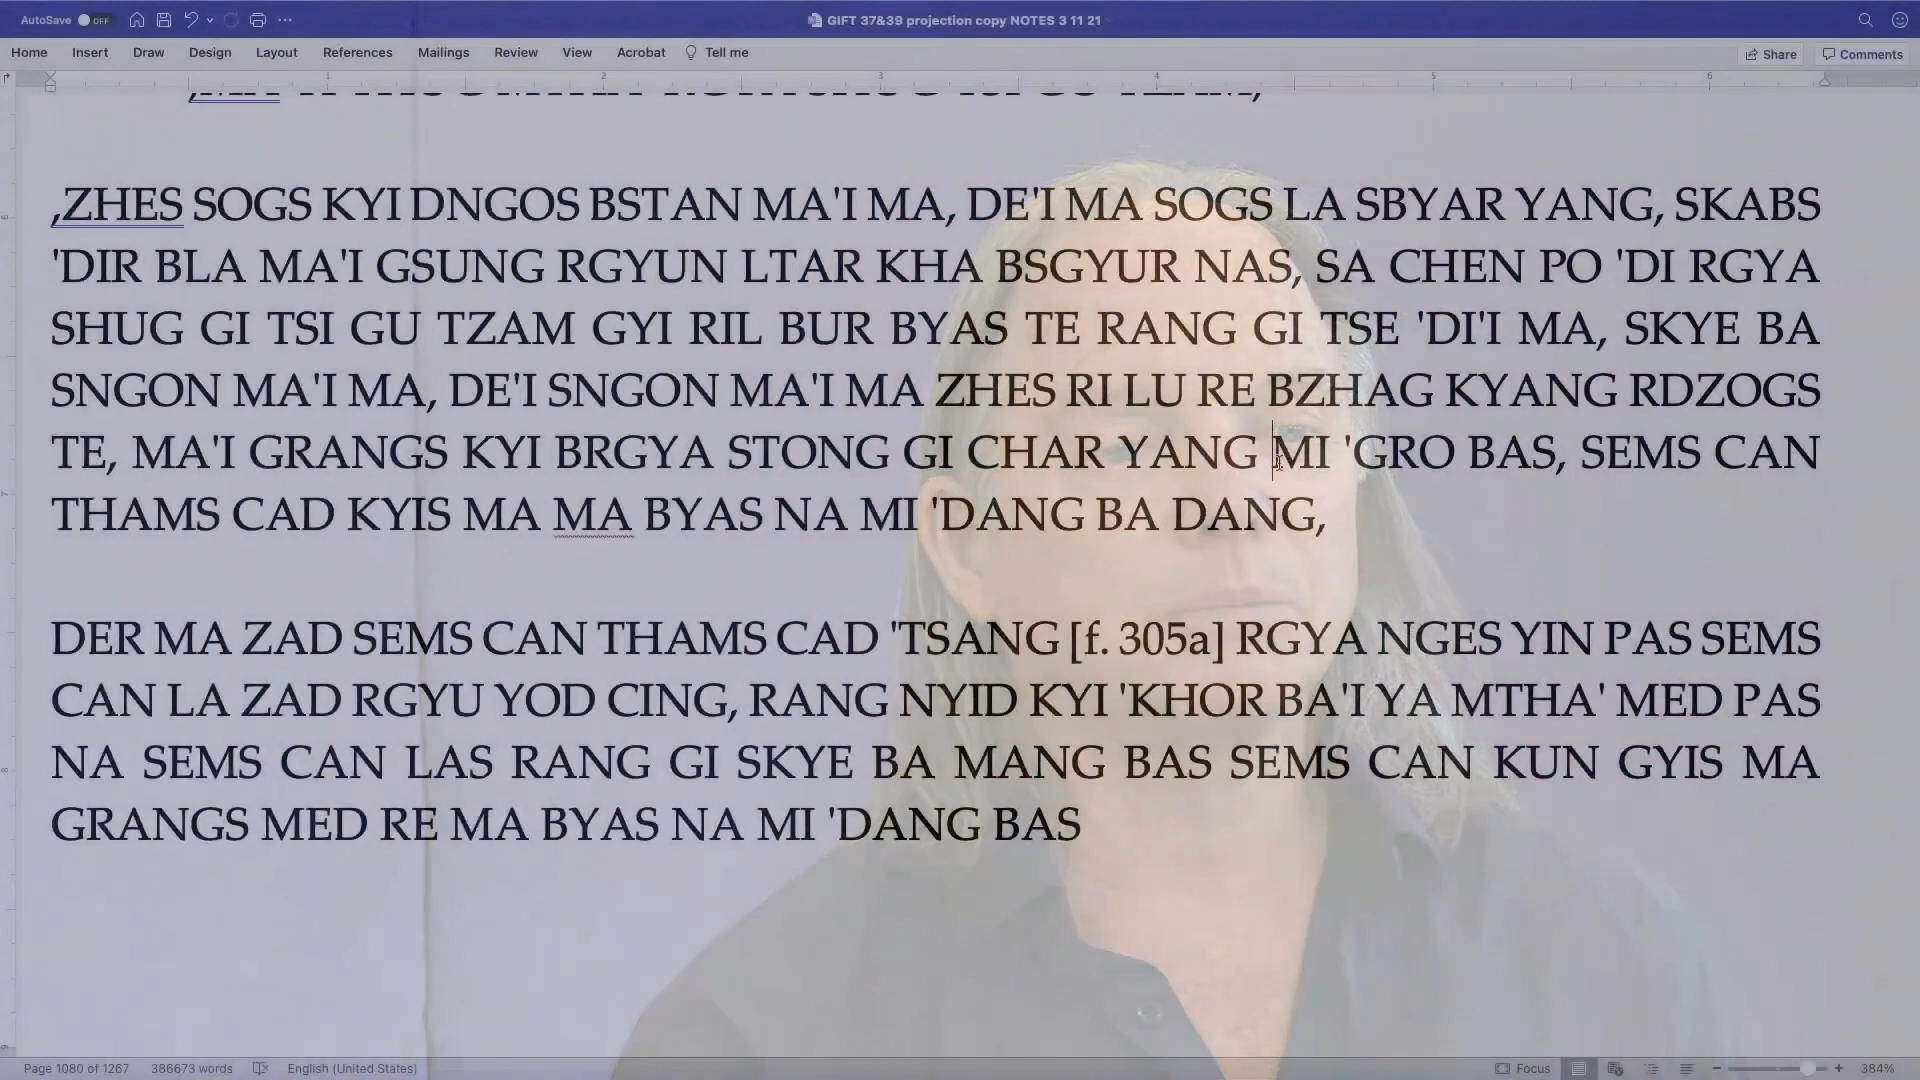 AutoSave OFF
GIFT 37&39 projection copy NOTES 3 11 21
Home Insert Draw Design Layout References Mailings Review View Acrobat Tell me
Share Comments
1 2 3 4 5 6
,ZHES SOGS KYI DNGOS BSTAN MA'I MA, DE'I MA SOGS LA SBYAR YANG, SKABS
'DIR BLA MA'I GSUNG RGYUN LTAR KHA BSGYUR NAS, SA CHEN PO 'DI RGYA
SHUG GI TSI GU TZAM GYI RIL BUR BYAS TE RANG GI TSE 'DI'I MA, SKYE BA
SNGON MA'I MA, DE'I SNGON MA'I MA ZHES RI LU RE BZHAG KYANG RDZOGS
TE, MA'I GRANGS KYI BRGYA STONG GI CHAR YANG MI 'GRO BAS, SEMS CAN
THAMS CAD KYIS MA MA BYAS NA MI 'DANG BA DANG,
DER MA ZAD SEMS CAN THAMS CAD 'TSANG [f. 305a] RGYA NGES YIN PAS SEMS
CAN LA ZAD RGYU YOD CING, RANG NYID KYI 'KHOR BA'I YA MTHA' MED PAS
NA SEMS CAN LAS RANG GI SKYE BA MANG BAS SEMS CAN KUN GYIS MA
GRANGS MED RE MA BYAS NA MI 'DANG BAS
Page 1080 of 1267 386673 words English (United States) Focus 384%